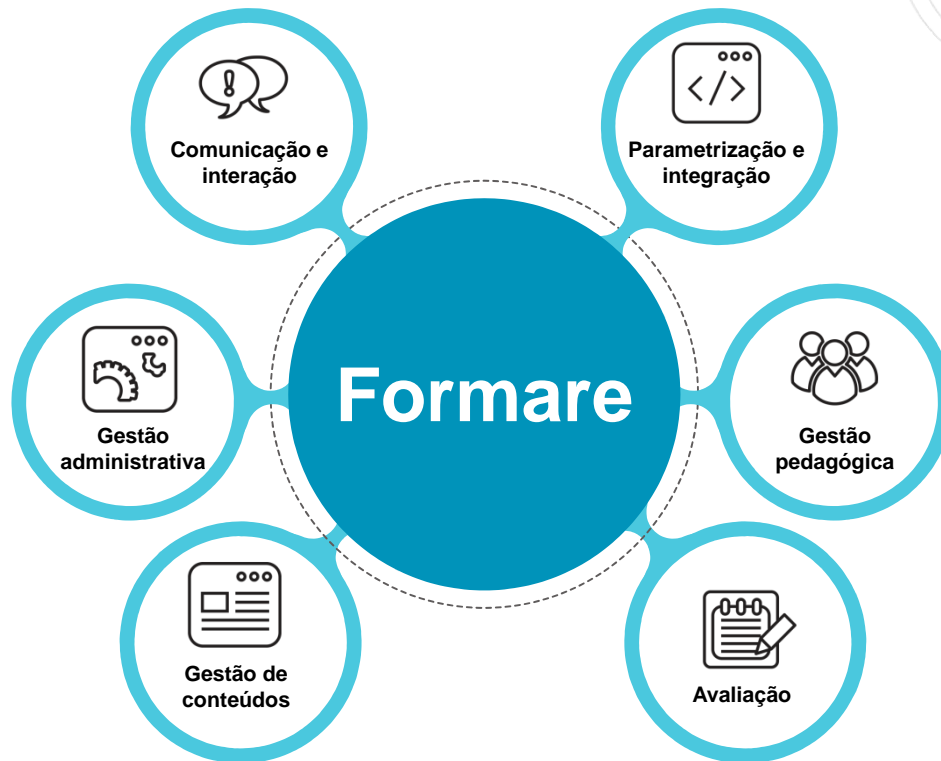 Comunicação e
interação
Parametrização e
integração
Formare
Gestão
administrativa
Gestão
pedagógica
Gestão de
conteúdos
Avaliação